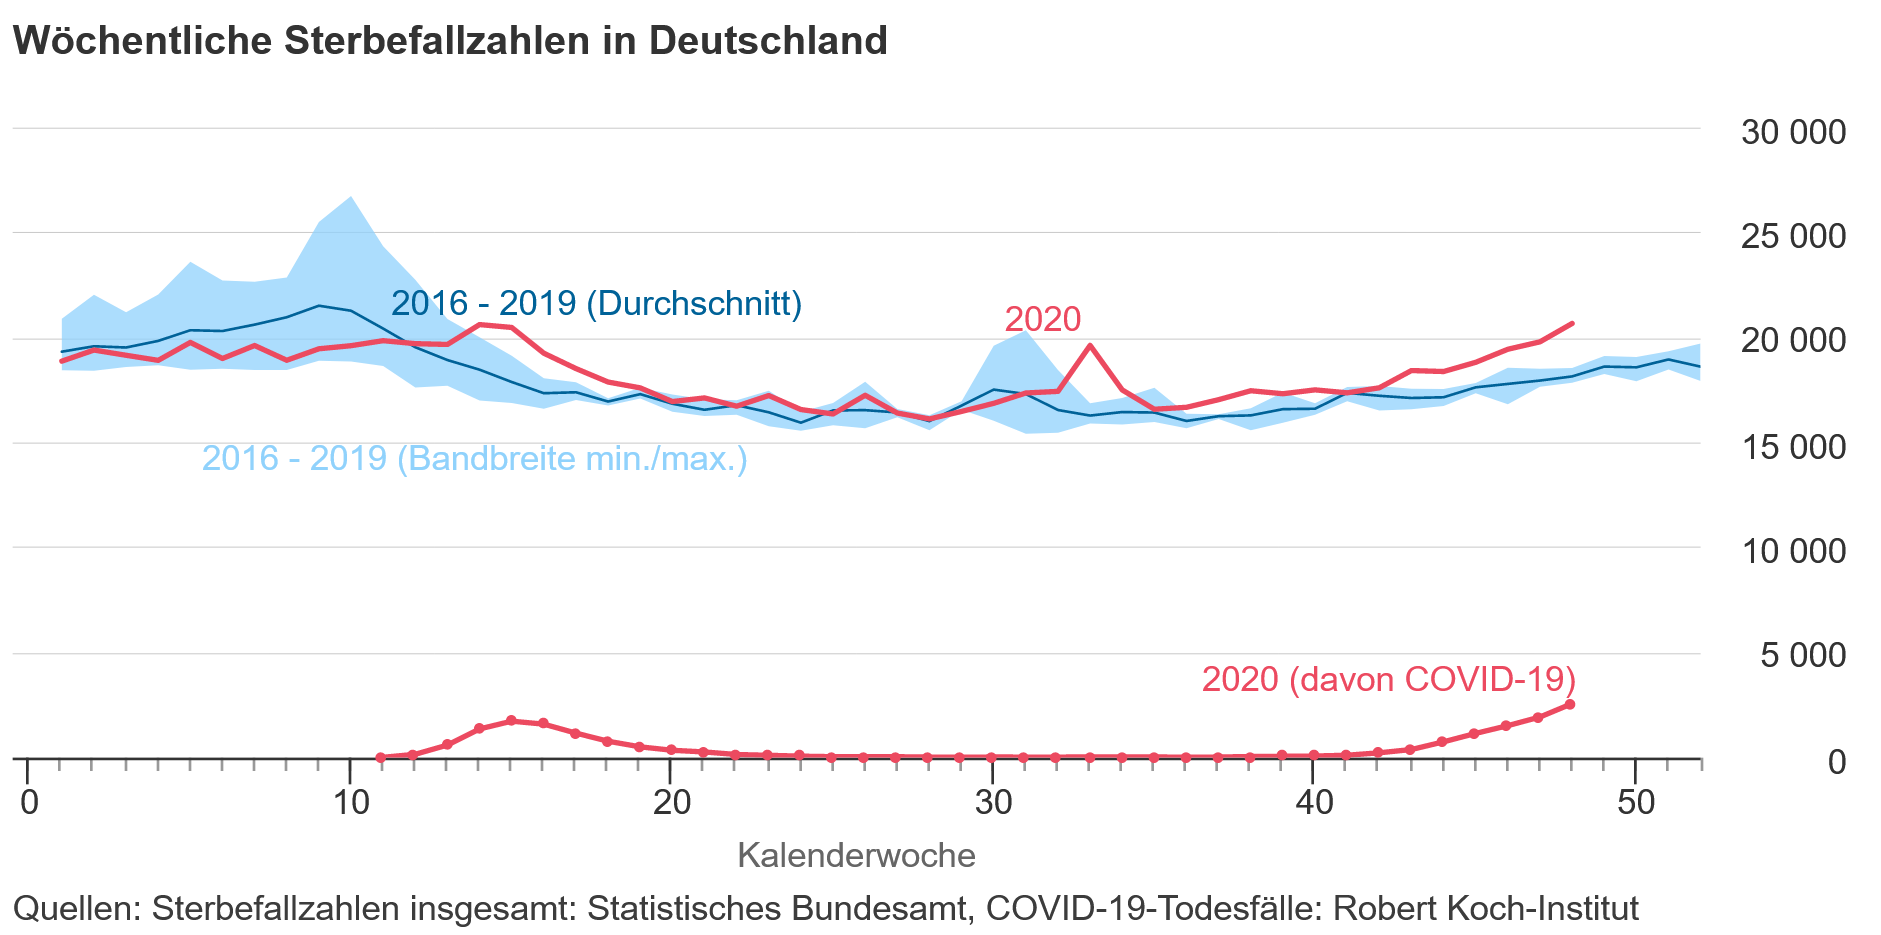 Wöchentliche Sterbefallzahlen in Deutschland
30 000
25 000
2016 - 2019 (Durchschnitt)
2020
20 000
2016 - 2019 (Bandbreite min./max.)
15 000
10 000
5 000
2020 (davon COVID-19)
0
0 10 20 30 40 50
Kalenderwoche
Quellen: Sterbefallzahlen insgesamt: Statistisches Bundesamt, COVID-19-Todesfälle: Robert Koch-Institut